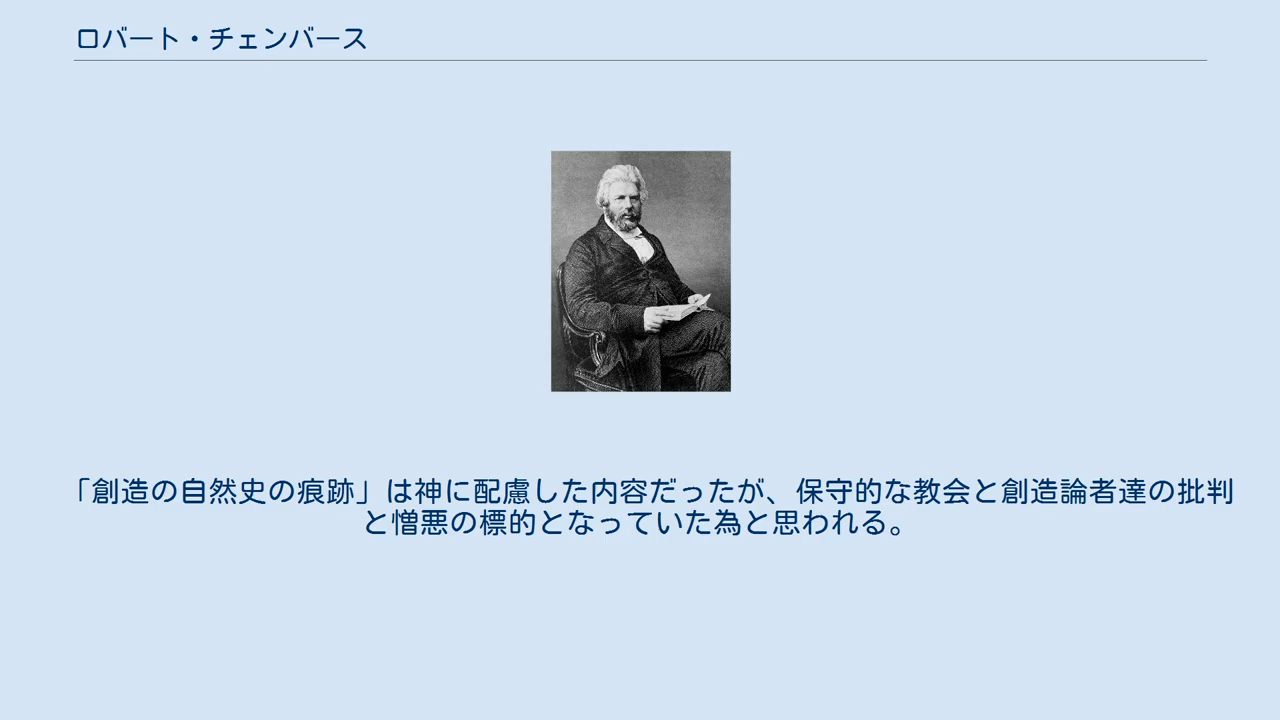 ロバート・チェンバース
「創造の自然史の痕跡」は神に配慮した内容だったが、保守的な教会と創造論者達の批判
と憎悪の標的となっていた為と思われる。